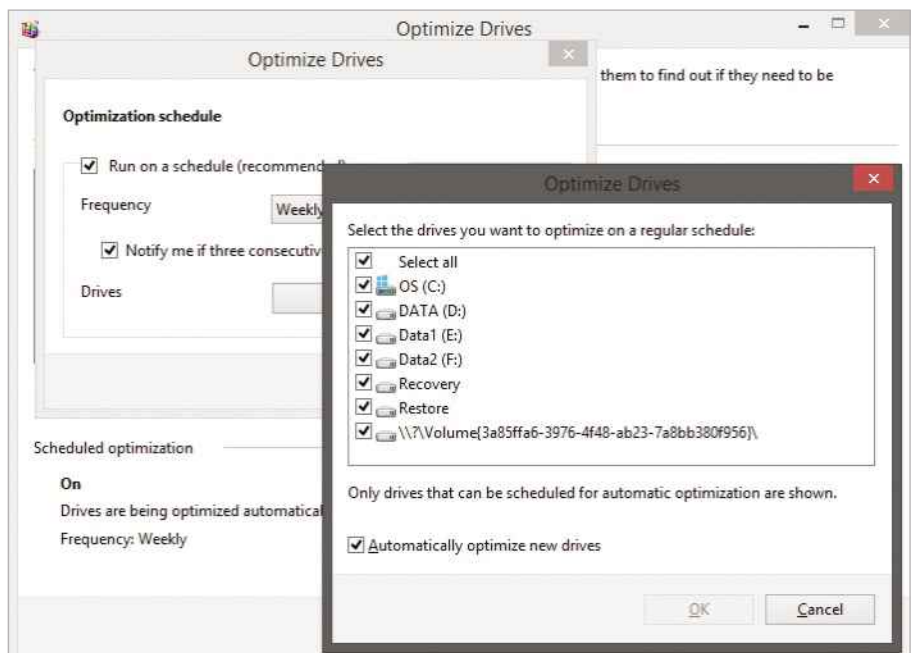 Optimize Drives
Optimize Drives
them to find out if they need to be
Optimization schedule
Run on a schedule
Frequency
Weekly
Notify me if three
Drives
Scheduled optimization
On
Drives are being optimized
Frequency: Weekly
Optimize Drives
Select the drives you want to optimize on a regular schedule:
Select all
OS (C:)
DATA (D:)
Data1 (E:)
Data2 (F:)
Recovery
Restore
\\?\Volume{3a85ffa6-3976-4f48-ab23-7a8bb380f956}\
Only drives that can be scheduled for automatic optimization are shown.
Automatically optimize new drives
OK
Cancel